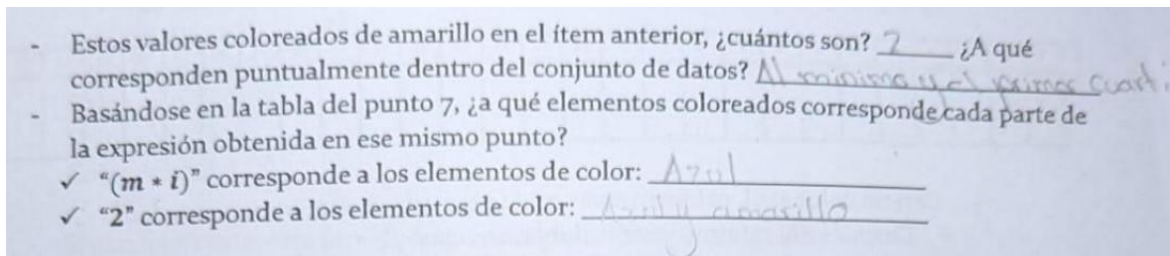 - Estos valores coloreados de amarillo en el ítem anterior, ¿cuántos son? 2 ¿A qué
corresponden puntualmente dentro del conjunto de datos? Al minimo y el primer cuarti
- Basándose en la tabla del punto 7, ¿a qué elementos coloreados corresponde cada parte de
la expresión obtenida en ese mismo punto?
✓ “(m * i)” corresponde a los elementos de color: Azul
✓ “2” corresponde a los elementos de color: Azul y amarillo